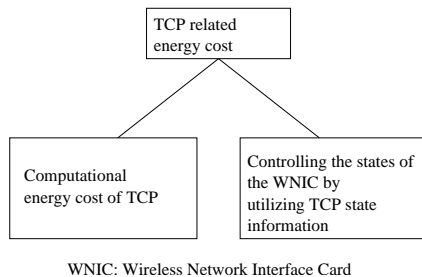 TCP related
energy cost
Computational
energy cost of TCP
Controlling the states of
the WNIC by
utilizing TCP state
information
WNIC: Wireless Network Interface Card